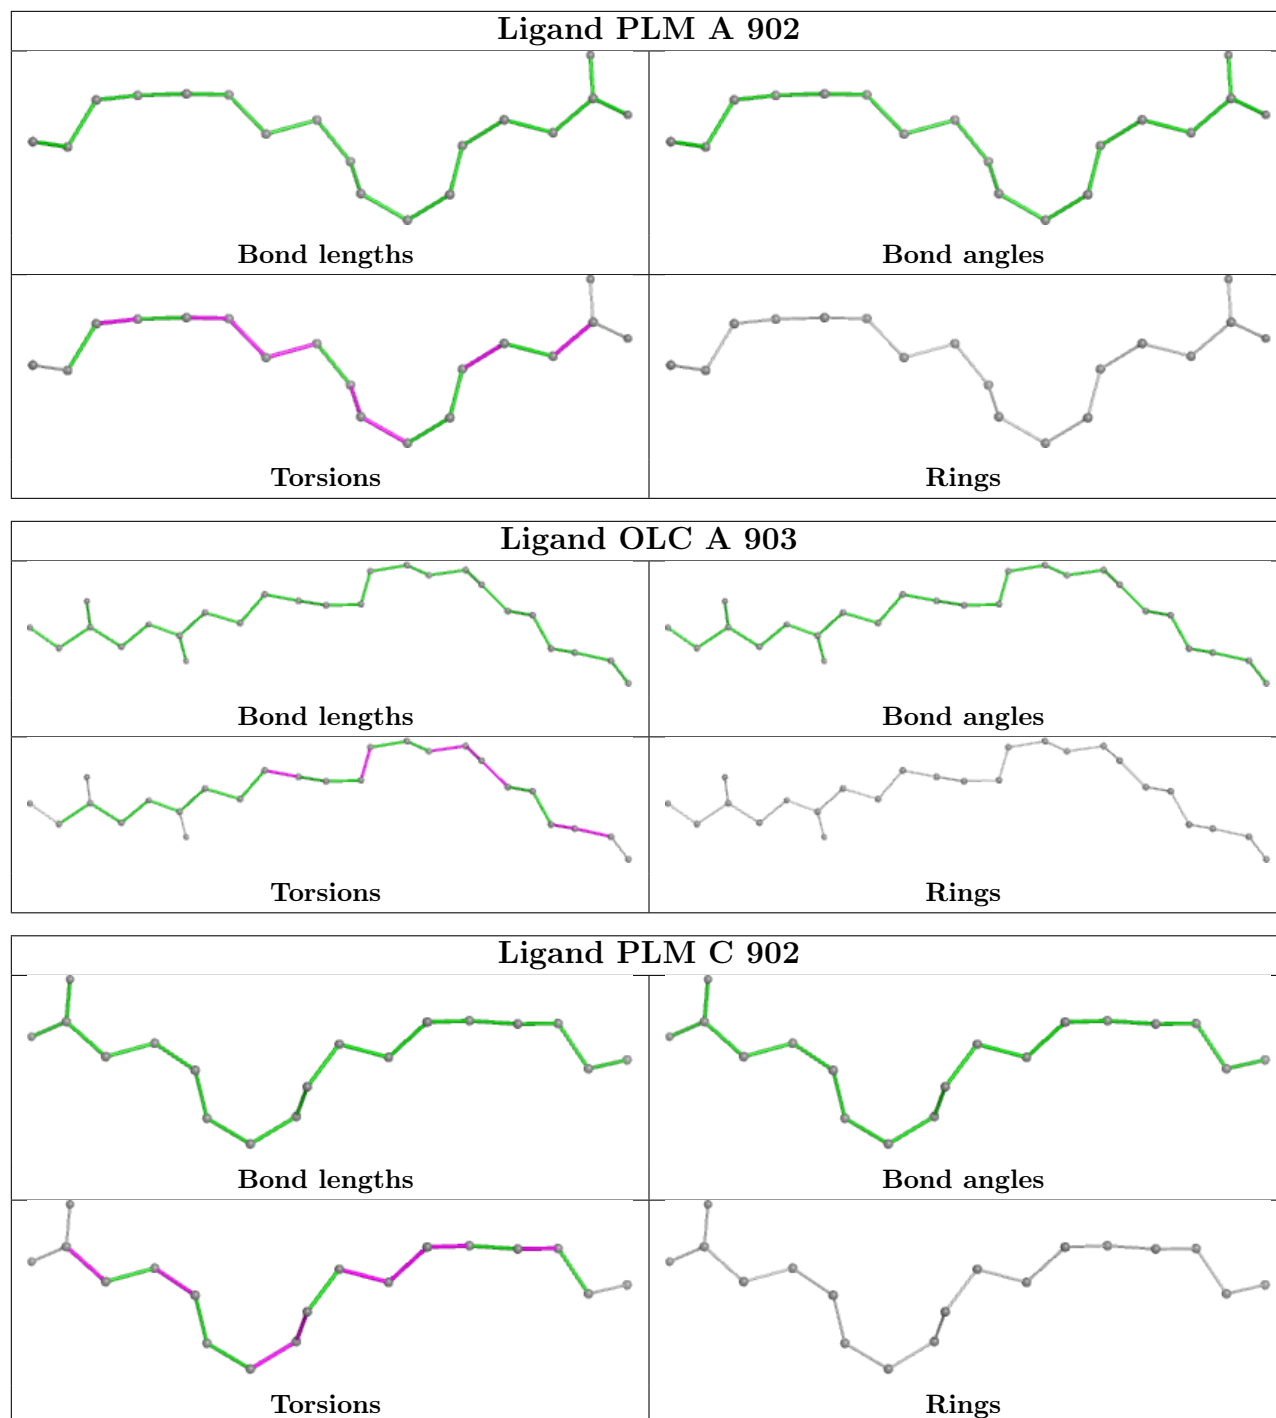 Ligand PLM A 902
Bond lengths
Bond angles
Torsions
Rings
Ligand OLC A 903
Bond lengths
Bond angles
Torsions
Rings
Ligand PLM C 902
Bond lengths
Bond angles
Torsions
Rings